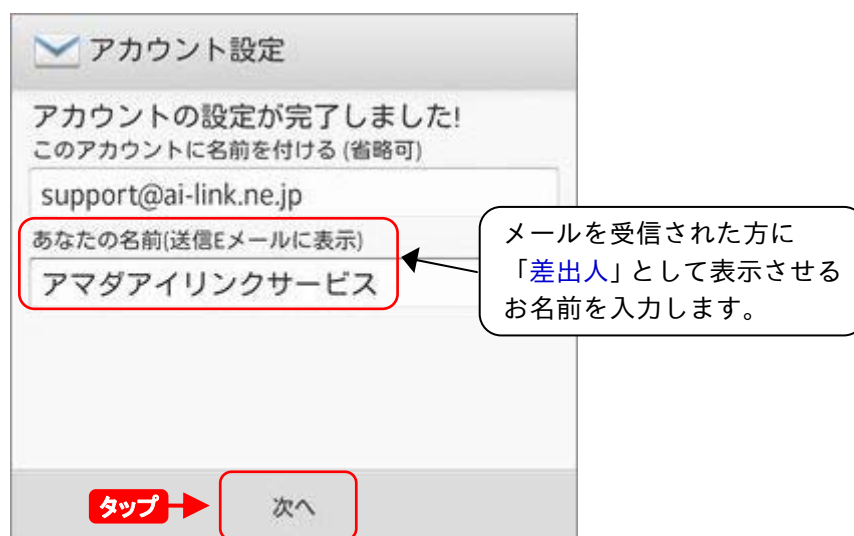 アカウント設定
アカウントの設定が完了しました!
このアカウントに名前を付ける (省略可)
support@ai-link.ne.jp
あなたの名前(送信Eメールに表示)
アマダアイリンクサービス
メールを受信された方に
「差出人」として表示させる
お名前を入力します。
タップ
次へ